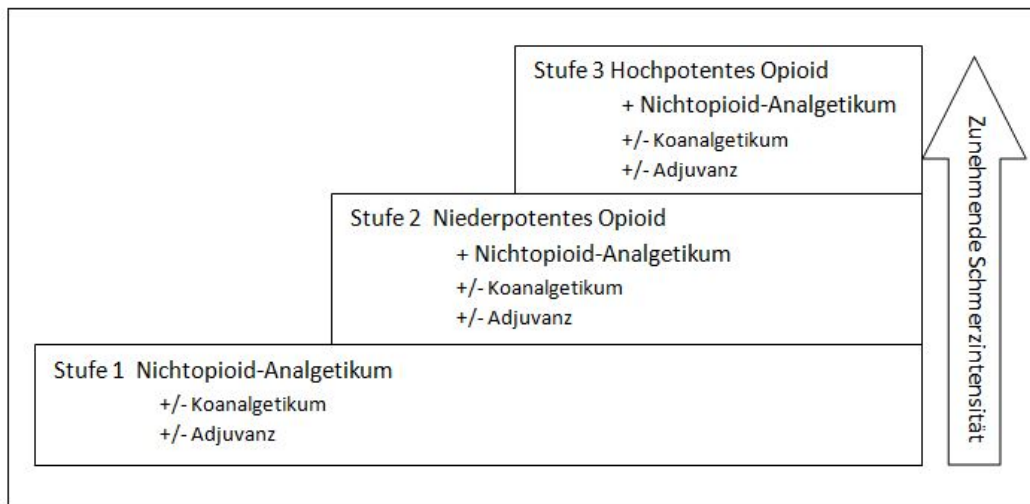 Stufe 3 Hochpotentes Opioid
+ Nichtopioid-Analgetikum
+/- Koanalgetikum
+/- Adjuvanz
Stufe 2 Niederpotentes Opioid
+ Nichtopioid-Analgetikum
+/- Koanalgetikum
+/- Adjuvanz
Stufe 1 Nichtopioid-Analgetikum
+/- Koanalgetikum
+/- Adjuvanz
Zunehmende Schmerzintensität